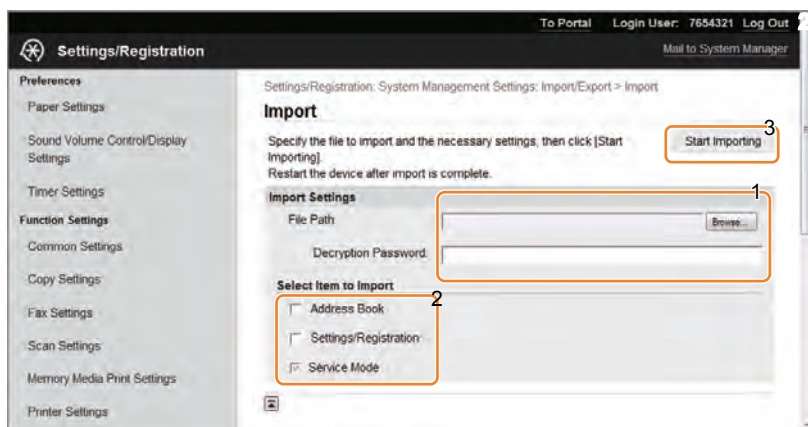 To Portal Login User: 7654321 Log Out
Settings/Registration
Mail to System Manager
Preferences
Paper Settings
Sound Volume Control/Display
Settings
Timer Settings
Function Settings
Common Settings
Copy Settings
Fax Settings
Scan Settings
Memory Media Print Settings
Printer Settings
Settings/Registration: System Management Settings: Import/Export > Import
Import
Specify the file to import and the necessary settings, then click [Start
Importing].
Restart the device after import is complete.
Start Importing
3
Import Settings
1
File Path
Browse...
Decryption Password:
Select Item to Import
2
Address Book
Settings/Registration
Service Mode